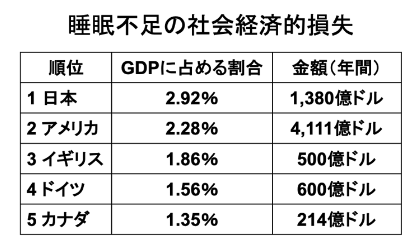 睡眠不足の社会経済的損失
順位 GDPに占める割合 金額（年間）
1 日本 2.92% 1,380億ドル
2 アメリカ 2.28% 4,111億ドル
3 イギリス 1.86% 500億ドル
4 ドイツ 1.56% 600億ドル
5 カナダ 1.35% 214億ドル